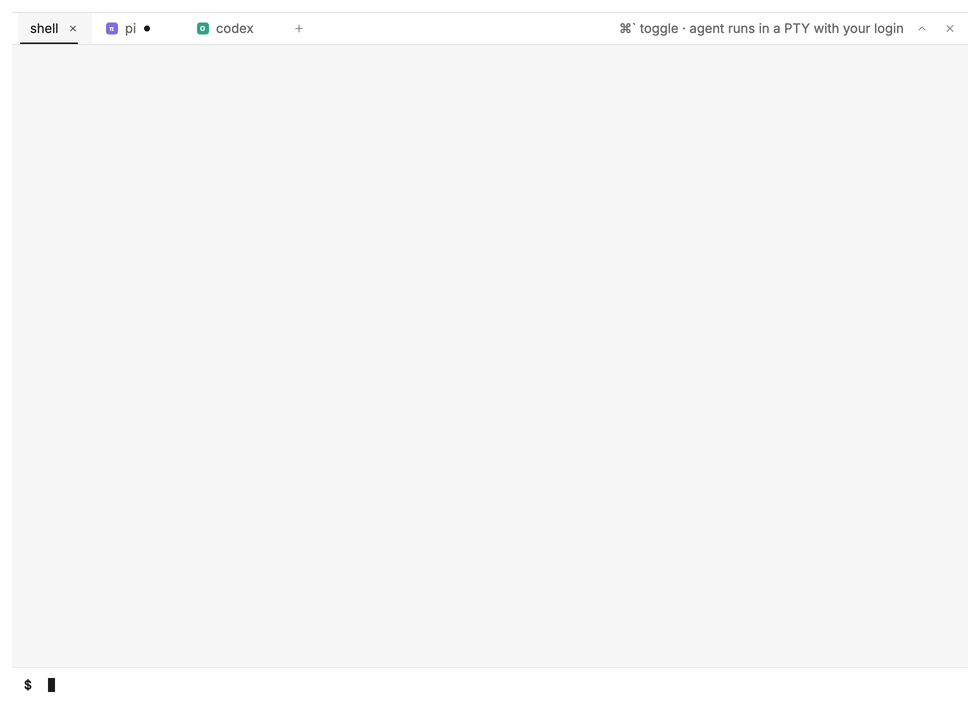 shell × π pi ● O codex + ⌘` toggle · agent runs in a PTY with your login
$